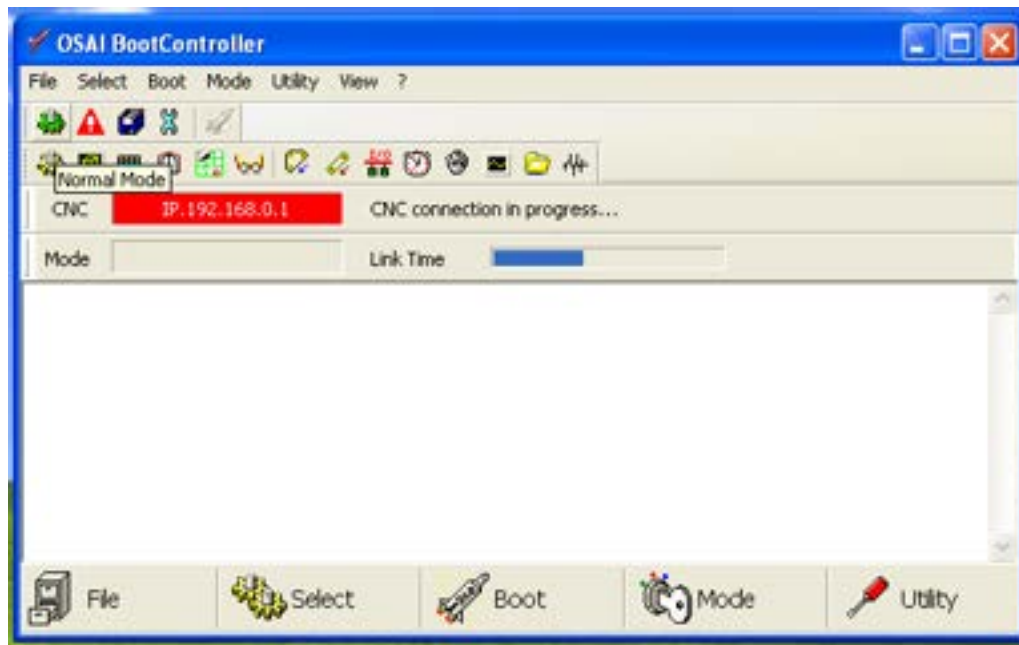 OSAI BootController
File Select Boot Mode Utility View ?
Normal Mode
CNC IP.192.168.0.1 CNC connection in progress...
Mode Link Time
File Select Boot Mode Utility